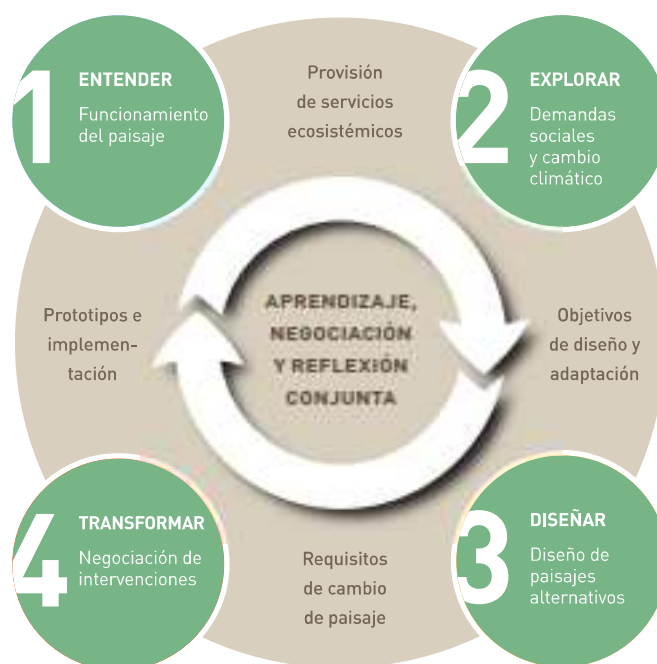 1
ENTENDER
Funcionamiento
del paisaje
Provisión
de servicios
ecosistémicos
2
EXPLORAR
Demandas
sociales
y cambio
climático
Objetivos
de diseño y
adaptación
3
DISEÑAR
Diseño de
paisajes
alternativos
Requisitos
de cambio
de paisaje
4
TRANSFORMAR
Negociación de
intervenciones
Prototipos e
implemen-
tación
APRENDIZAJE,
NEGOCIACIÓN
Y REFLEXIÓN
CONJUNTA